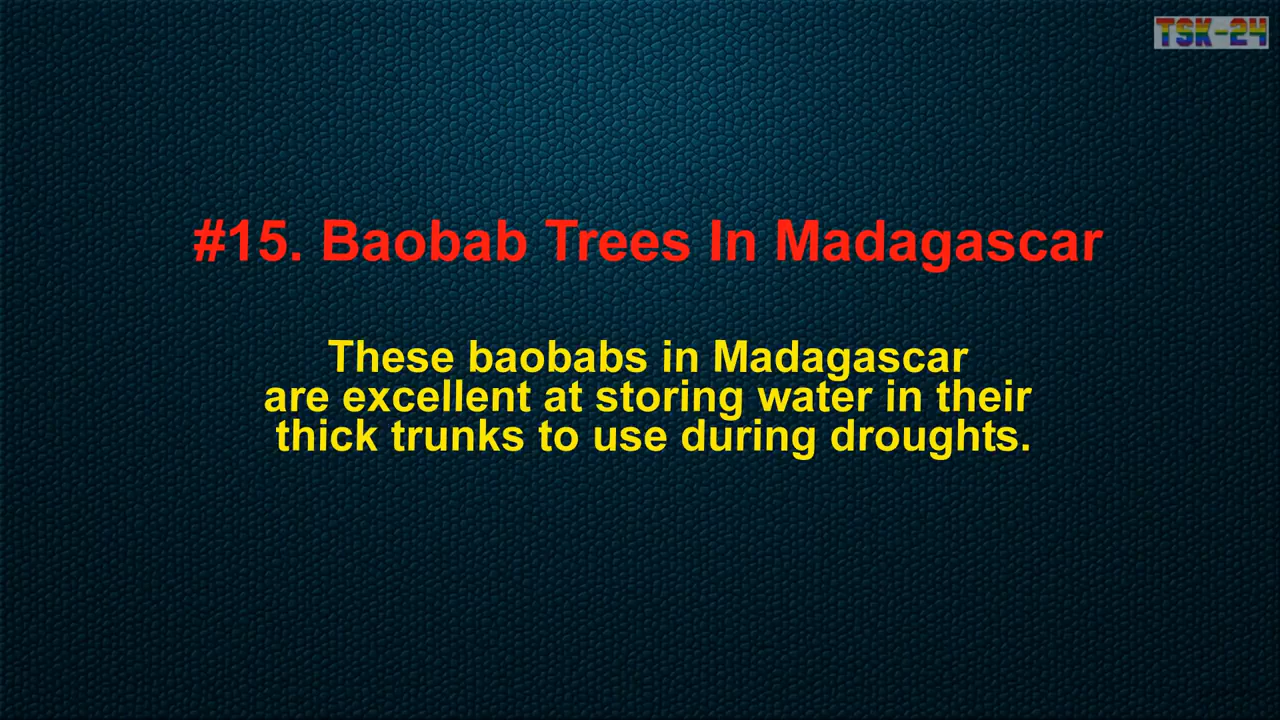 TSK-24
#15. Baobab Trees In Madagascar
These baobabs in Madagascar
are excellent at storing water in their
thick trunks to use during droughts.